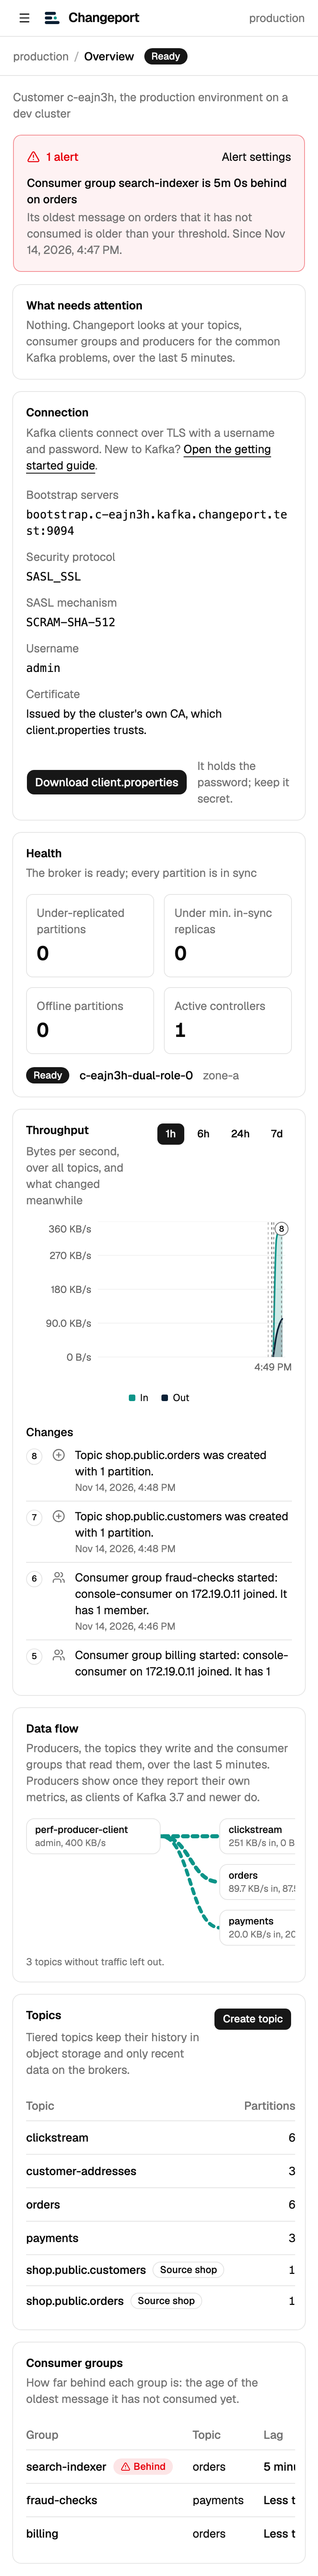 Changeport
production
production / Overview Ready
Customer c-eajn3h, the production environment on a
dev cluster
1 alert
Alert settings
Consumer group search-indexer is 5m 0s behind
on orders
Its oldest message on orders that it has not
consumed is older than your threshold. Since Nov
14, 2026, 4:47 PM.
What needs attention
Nothing. Changeport looks at your topics,
consumer groups and producers for the common
Kafka problems, over the last 5 minutes.
Connection
Kafka clients connect over TLS with a username
and password. New to Kafka? Open the getting
started guide.
Bootstrap servers
bootstrap.c-eajn3h.kafka.changeport.te
st:9094
Security protocol
SASL_SSL
SASL mechanism
SCRAM-SHA-512
Username
admin
Certificate
Issued by the cluster's own CA, which
client.properties trusts.
Download client.properties
It holds the
password; keep it
secret.
Health
The broker is ready; every partition is in sync
Under-replicated
partitions
0
Under min. in-sync
replicas
0
Offline partitions
0
Active controllers
1
Ready c-eajn3h-dual-role-0 zone-a
Throughput
1h 6h 24h 7d
Bytes per second,
over all topics, and
what changed
meanwhile
360 KB/s
8
270 KB/s
180 KB/s
90.0 KB/s
0 B/s
4:49 PM
In Out
Changes
8 Topic shop.public.orders was created
with 1 partition.
Nov 14, 2026, 4:48 PM
7 Topic shop.public.customers was created
with 1 partition.
Nov 14, 2026, 4:48 PM
6 Consumer group fraud-checks started:
console-consumer on 172.19.0.11 joined. It
has 1 member.
Nov 14, 2026, 4:46 PM
5 Consumer group billing started: console-
consumer on 172.19.0.11 joined. It has 1
Data flow
Producers, the topics they write and the consumer
groups that read them, over the last 5 minutes.
Producers show once they report their own
metrics, as clients of Kafka 3.7 and newer do.
perf-producer-client
admin, 400 KB/s
clickstream
251 KB/s in, 0 B
orders
89.7 KB/s in, 87.
payments
20.0 KB/s in, 20
3 topics without traffic left out.
Topics
Create topic
Tiered topics keep their history in
object storage and only recent
data on the brokers.
Topic Partitions
clickstream 6
customer-addresses 3
orders 6
payments 3
shop.public.customers Source shop 1
shop.public.orders Source shop 1
Consumer groups
How far behind each group is: the age of the
oldest message it has not consumed yet.
Group Topic Lag
search-indexer Behind orders 5 min
fraud-checks payments Less t
billing orders Less t